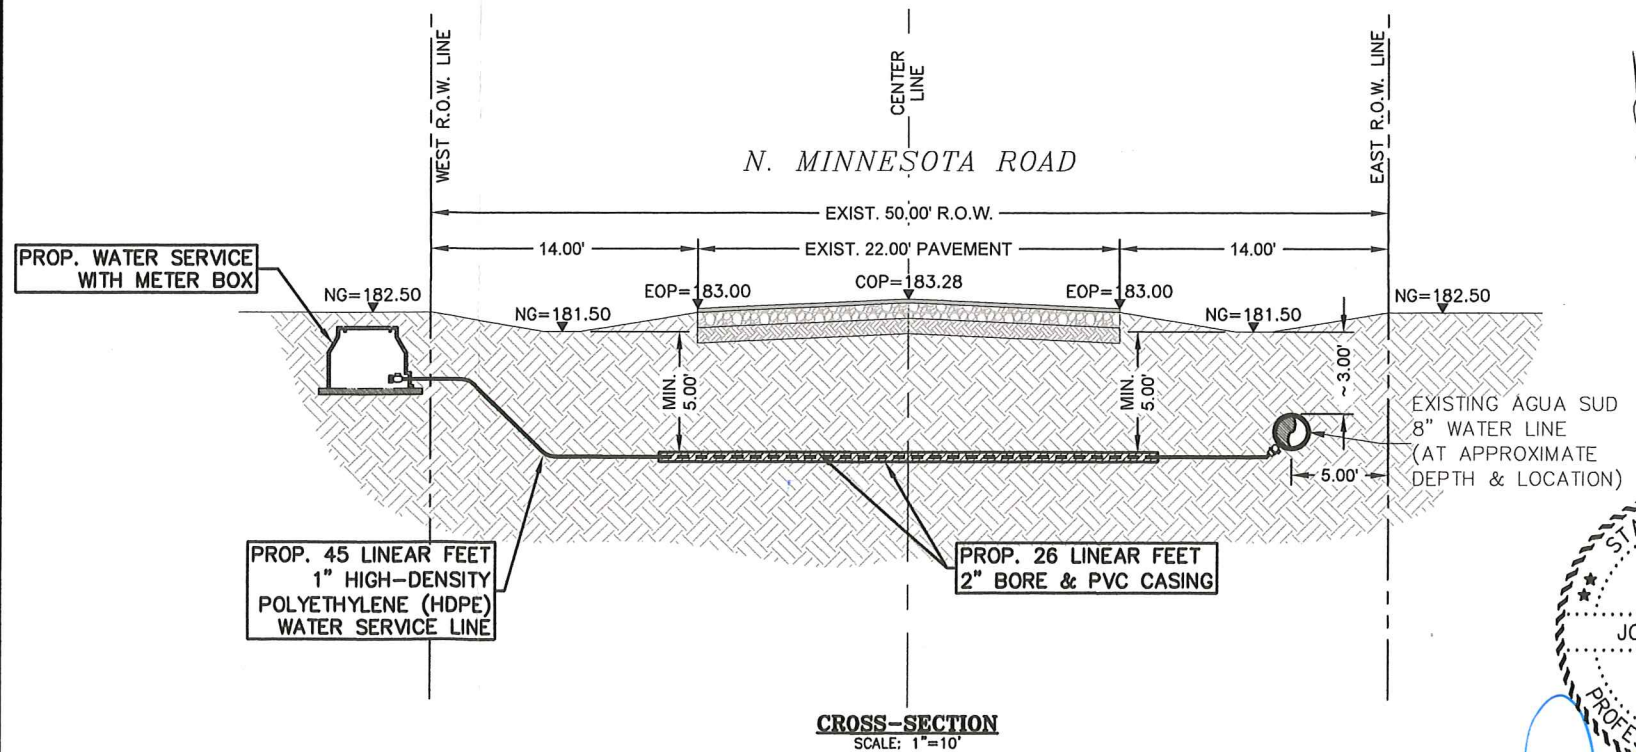 WEST R.O.W. LINE
CENTER
LINE
EAST R.O.W. LINE
N. MINNESOTA ROAD
EXIST. 50.00' R.O.W.
14.00'
EXIST. 22.00' PAVEMENT
14.00'
PROP. WATER SERVICE
WITH METER BOX
NG=182.50
NG=181.50
EOP=183.00
COP=183.28
EOP=183.00
NG=181.50
NG=182.50
MIN.
5.00'
MIN.
5.00'
~3.00'
5.00'
EXISTING AGUA SUD
8" WATER LINE
(AT APPROXIMATE
DEPTH & LOCATION)
PROP. 45 LINEAR FEET
1" HIGH-DENSITY
POLYETHYLENE (HDPE)
WATER SERVICE LINE
PROP. 26 LINEAR FEET
2" BORE & PVC CASING
CROSS-SECTION
SCALE: 1"=10'